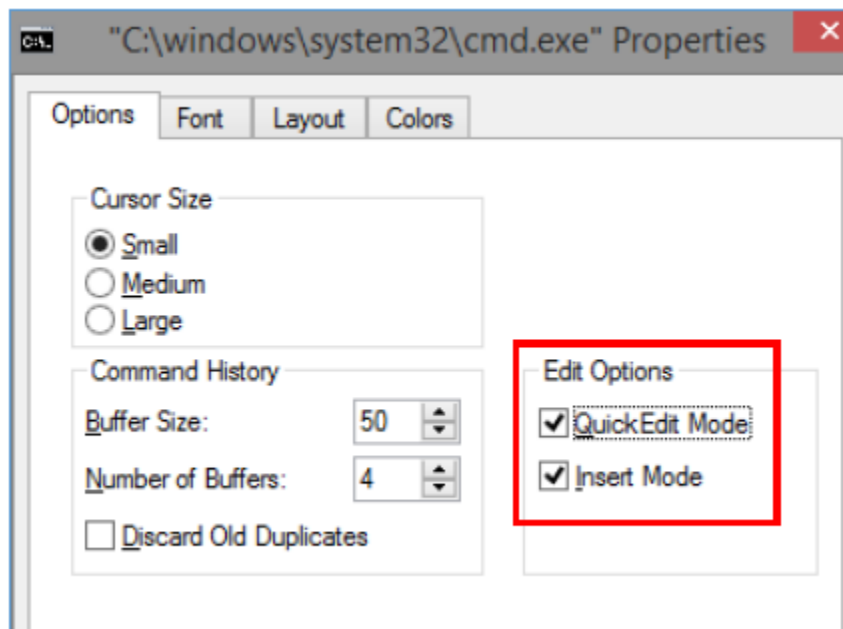 "C:\windows\system32\cmd.exe" Properties
Options Font Layout Colors
Cursor Size
Small
Medium
Large
Command History
Buffer Size: 50
Number of Buffers: 4
Discard Old Duplicates
Edit Options
QuickEdit Mode
Insert Mode